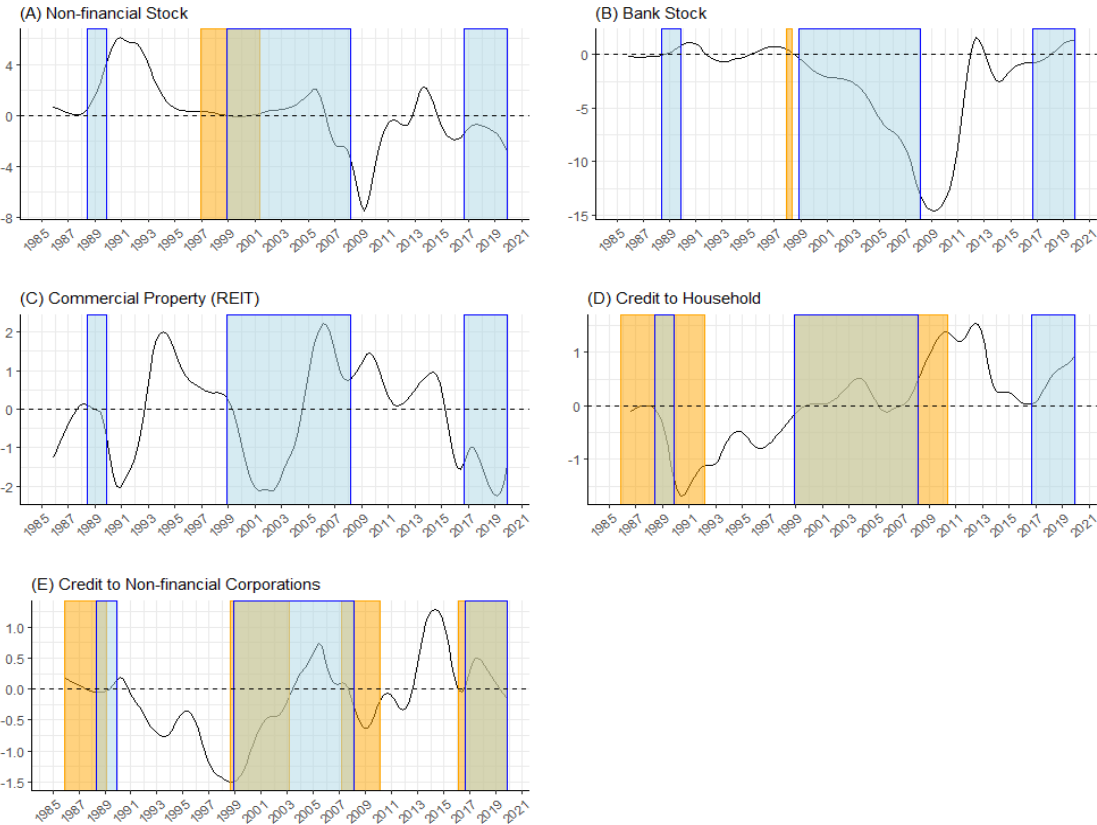 (A) Non-financial Stock
4
0
-4
-8
1985 1987 1989 1991 1993 1995 1997 1999 2001 2003 2005 2007 2009 2011 2013 2015 2017 2019 2021
(B) Bank Stock
0
-5
-10
-15
1985 1987 1989 1991 1993 1995 1997 1999 2001 2003 2005 2007 2009 2011 2013 2015 2017 2019 2021
(C) Commercial Property (REIT)
2
1
0
-1
-2
1985 1987 1989 1991 1993 1995 1997 1999 2001 2003 2005 2007 2009 2011 2013 2015 2017 2019 2021
(D) Credit to Household
1
0
-1
1985 1987 1989 1991 1993 1995 1997 1999 2001 2003 2005 2007 2009 2011 2013 2015 2017 2019 2021
(E) Credit to Non-financial Corporations
1.0
0.5
0.0
-0.5
-1.0
-1.5
1985 1987 1989 1991 1993 1995 1997 1999 2001 2003 2005 2007 2009 2011 2013 2015 2017 2019 2021